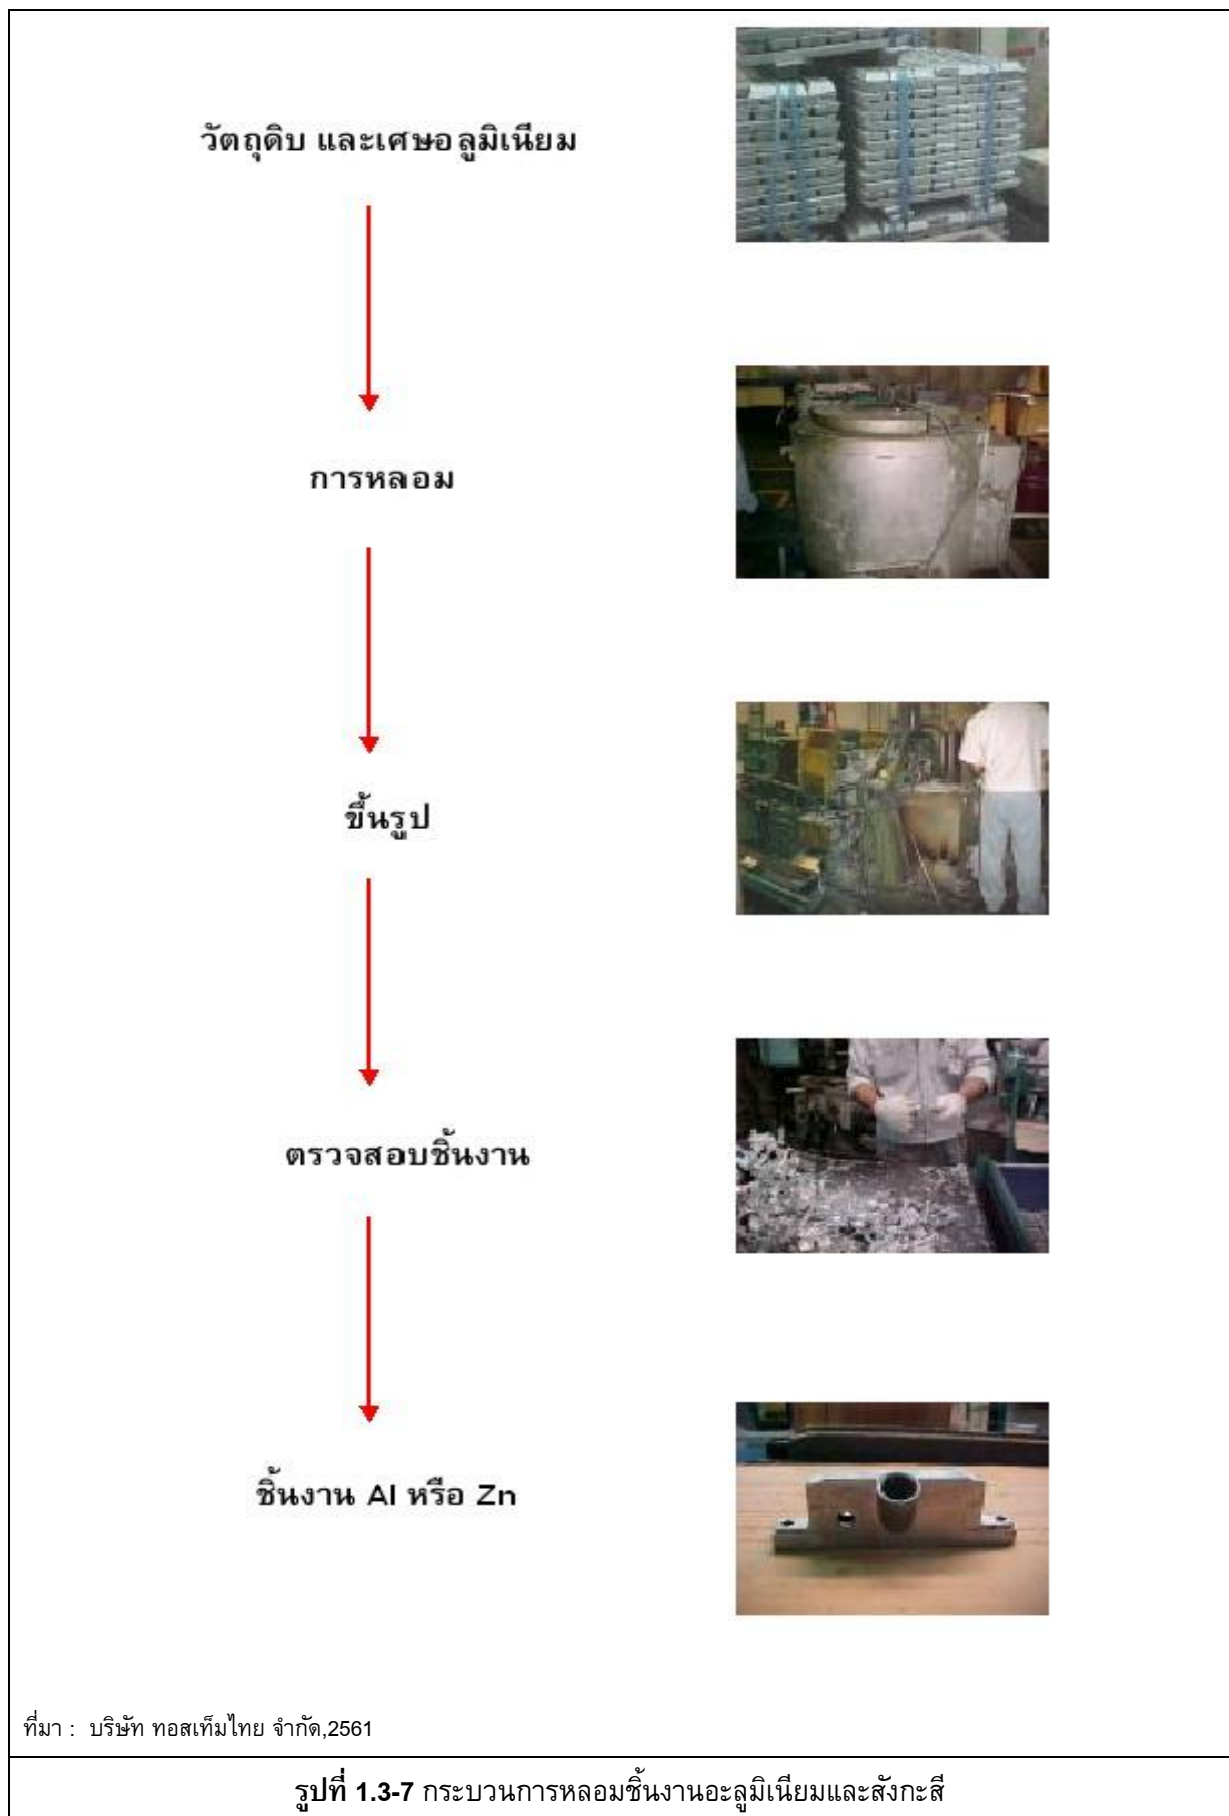 วัตถุดิบ และเศษอลูมิเนียม
การหลอม
ขึ้นรูป
ตรวจสอบชิ้นงาน
ชิ้นงาน Al หรือ Zn
ที่มา : บริษัท ทอสเท็มไทย จำกัด,2561
รูปที่ 1.3-7 กระบวนการหลอมชิ้นงานอะลูมิเนียมและสังกะสี